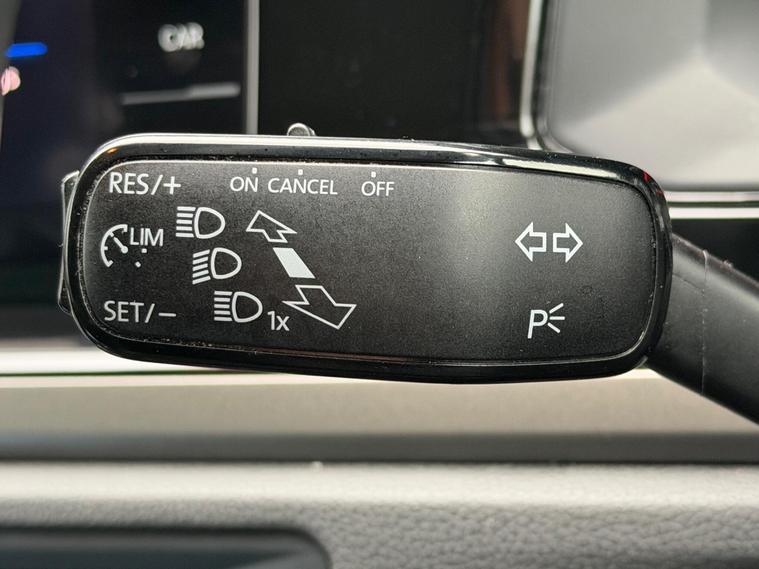 CAR
RES/+
ON CANCEL OFF
LIM
SET/−
1x
P